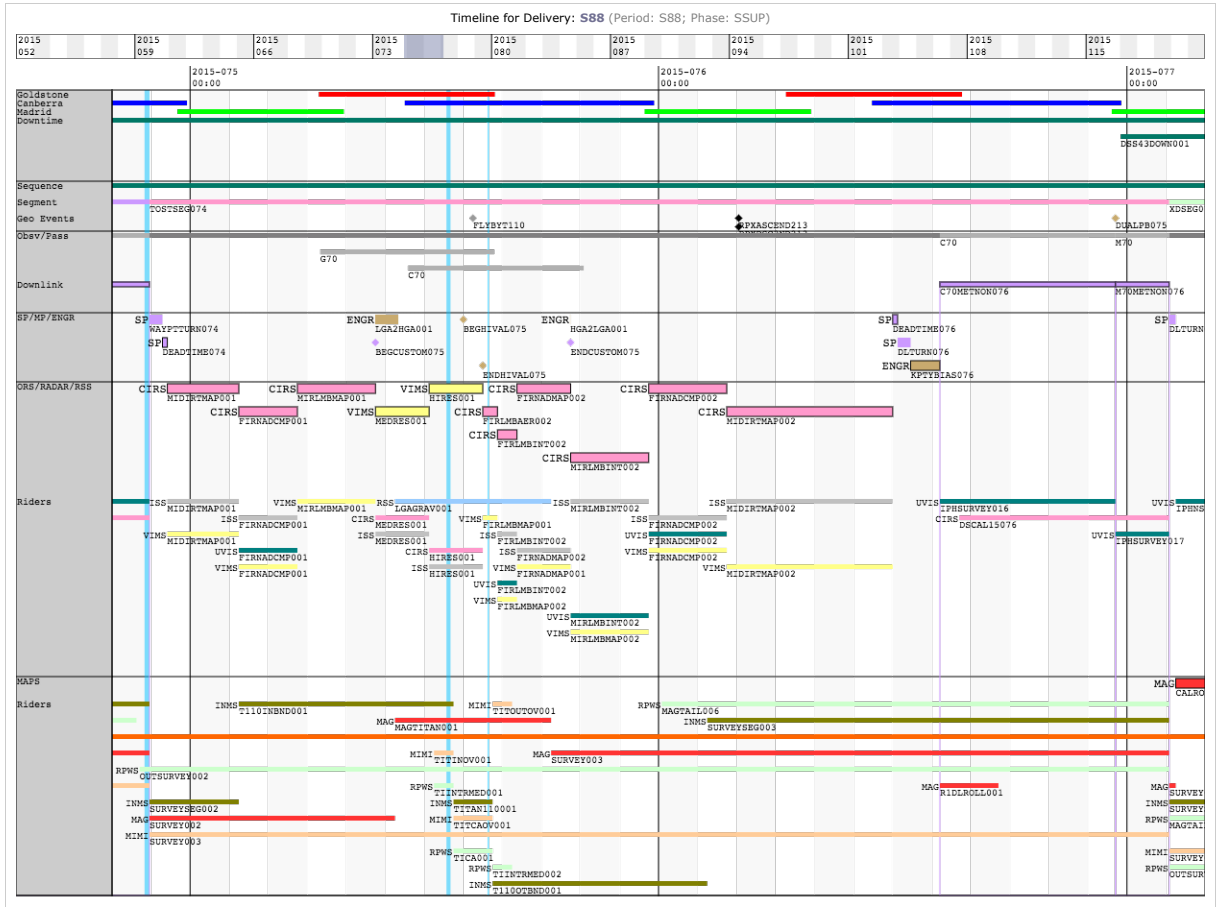 Timeline for Delivery: S88 (Period: S88; Phase: SSUP)
2015 2015 2015 2015 2015 2015 2015 2015 2015 2015
052 059 066 073 080 087 094 101 108 115
2015-075 2015-076 2015-077
00:00 00:00 00:00
Goldstone
Canberra
Madrid
Downtime
DSS43DOWN001
Sequence
Segment
TOSTSEG074 XDSEG0
Geo Events
FLYBYT110 RPXASCEND213 DUALPB075
Obsv/Pass
C70 M70
G70
C70
Downlink
C70METNON076 M70METNON076
SP/MP/ENGR
SP ENGR ENGR SP SP
WAYPTTURN074 LGA2HGA001 BEGHIVAL075 HGA2LGA001 DEADTIME076 DLTURN
SP SP
DEADTIME074 BEGCUSTOM075 ENDCUSTOM075 DLTURN076
ENGR
ENDHIVAL075 KPTYBIAS076
ORS/RADAR/RSS
CIRS CIRS VIMS CIRS CIRS
MIDIRTMAP001 MIRLMBMAP001 HIRES001 FIRNADMAP002 FIRNADCMP002
CIRS VIMS CIRS CIRS
FIRNADCMP001 MEDRES001 FIRLMBAER002 MIDIRTMAP002
CIRS
FIRLMBINT002
CIRS
MIRLMBINT002
Riders
ISS VIMS RSS ISS ISS UVIS UVIS
MIDIRTMAP001 MIRLMBMAP001 LGAGRAV001 MIRLMBINT002 MIDIRTMAP002 IPHSURVEY016 IPHNS
ISS CIRS VIMS ISS CIRS
FIRNADCMP001 MEDRES001 FIRLMBMAP001 FIRNADCMP002 DSCAL15076
VIMS ISS ISS UVIS UVIS
MIDIRTMAP001 MEDRES001 FIRLMBINT002 FIRNADCMP002 IPHSURVEY017
UVIS CIRS ISS VIMS
FIRNADCMP001 HIRES001 FIRNADMAP002 FIRNADCMP002
VIMS ISS VIMS VIMS
FIRNADCMP001 HIRES001 FIRNADMAP001 MIDIRTMAP002
UVIS
FIRLMBINT002
VIMS
FIRLMBMAP002
UVIS
MIRLMBINT002
VIMS
MIRLMBMAP002
MAPS
MAG
CALRO
Riders
INMS MIMI RPWS
T110INBND001 TITOUTOV001 MAGTAIL006
MAG INMS
MAGTITAN001 SURVEYSEG003
MIMI MAG
TITINOV001 SURVEY003
RPWS
OUTSURVEY002
RPWS MAG MAG
TIINTRMED001 RIDLROLL001 SURVEY
INMS INMS INMS
SURVEYSEG002 TITAN110001 SURVEY
MAG MIMI RPWS
SURVEY002 TITCAOV001 MAGTAI
MIMI
SURVEY003
RPWS MIMI
TICA001 SURVEY
RPWS RPWS
TIINTRMED002 OUTSUR
INMS
T110OTBND001